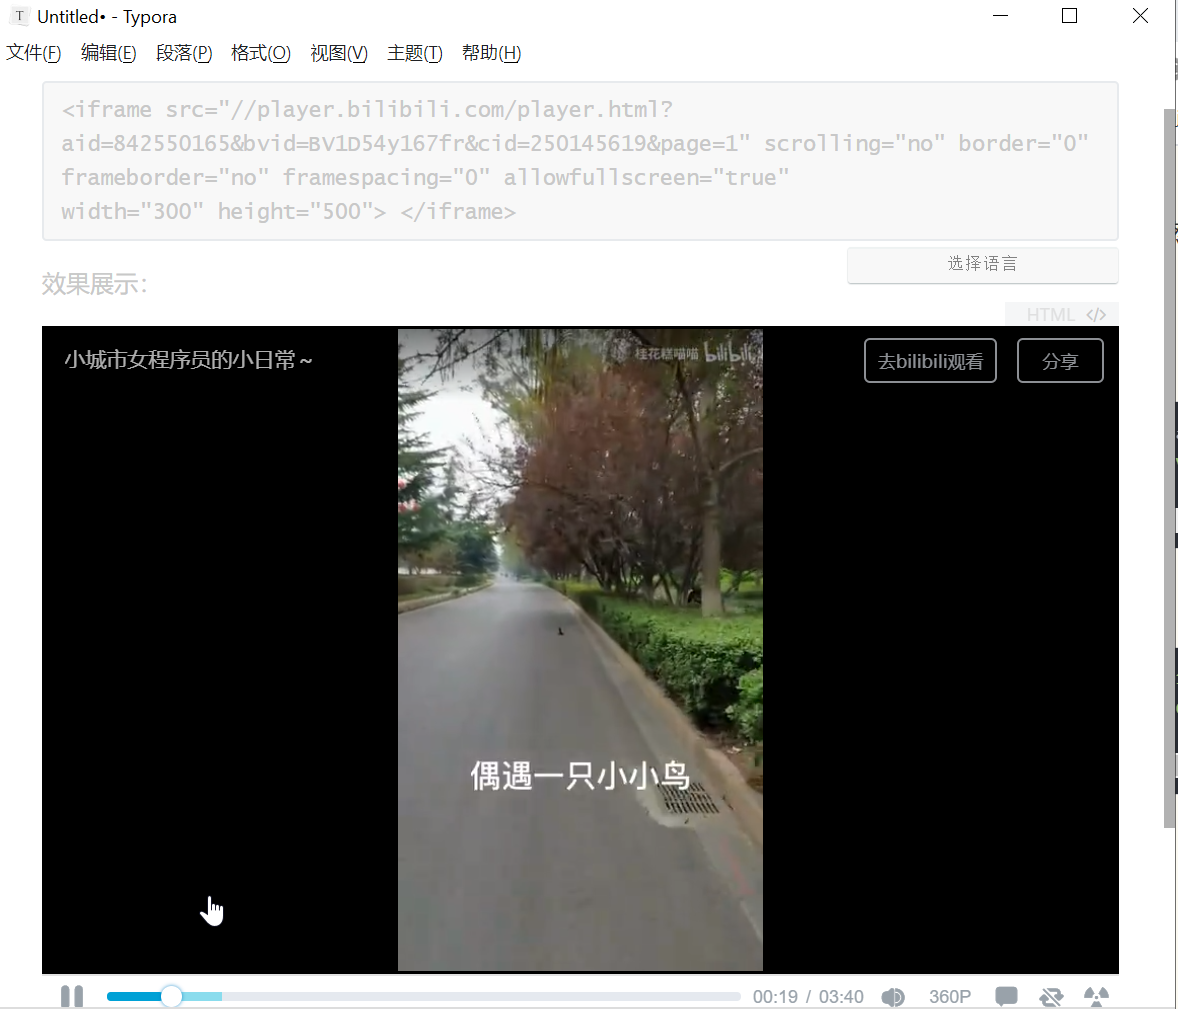 Untitled• - Typora
文件(F) 编辑(E) 段落(P) 格式(O) 视图(V) 主题(T) 帮助(H)
<iframe src="//player.bilibili.com/player.html?
aid=842550165&bvid=BV1D54y167fr&cid=250145619&page=1" scrolling="no" border="0"
frameborder="no" framespacing="0" allowfullscreen="true"
width="300" height="500"> </iframe>
选择语言
效果展示：
HTML </>
小城市女程序员的小日常～
桂花糕喵喵 bilibili
去bilibili观看
分享
偶遇一只小小鸟
00:19 / 03:40
360P